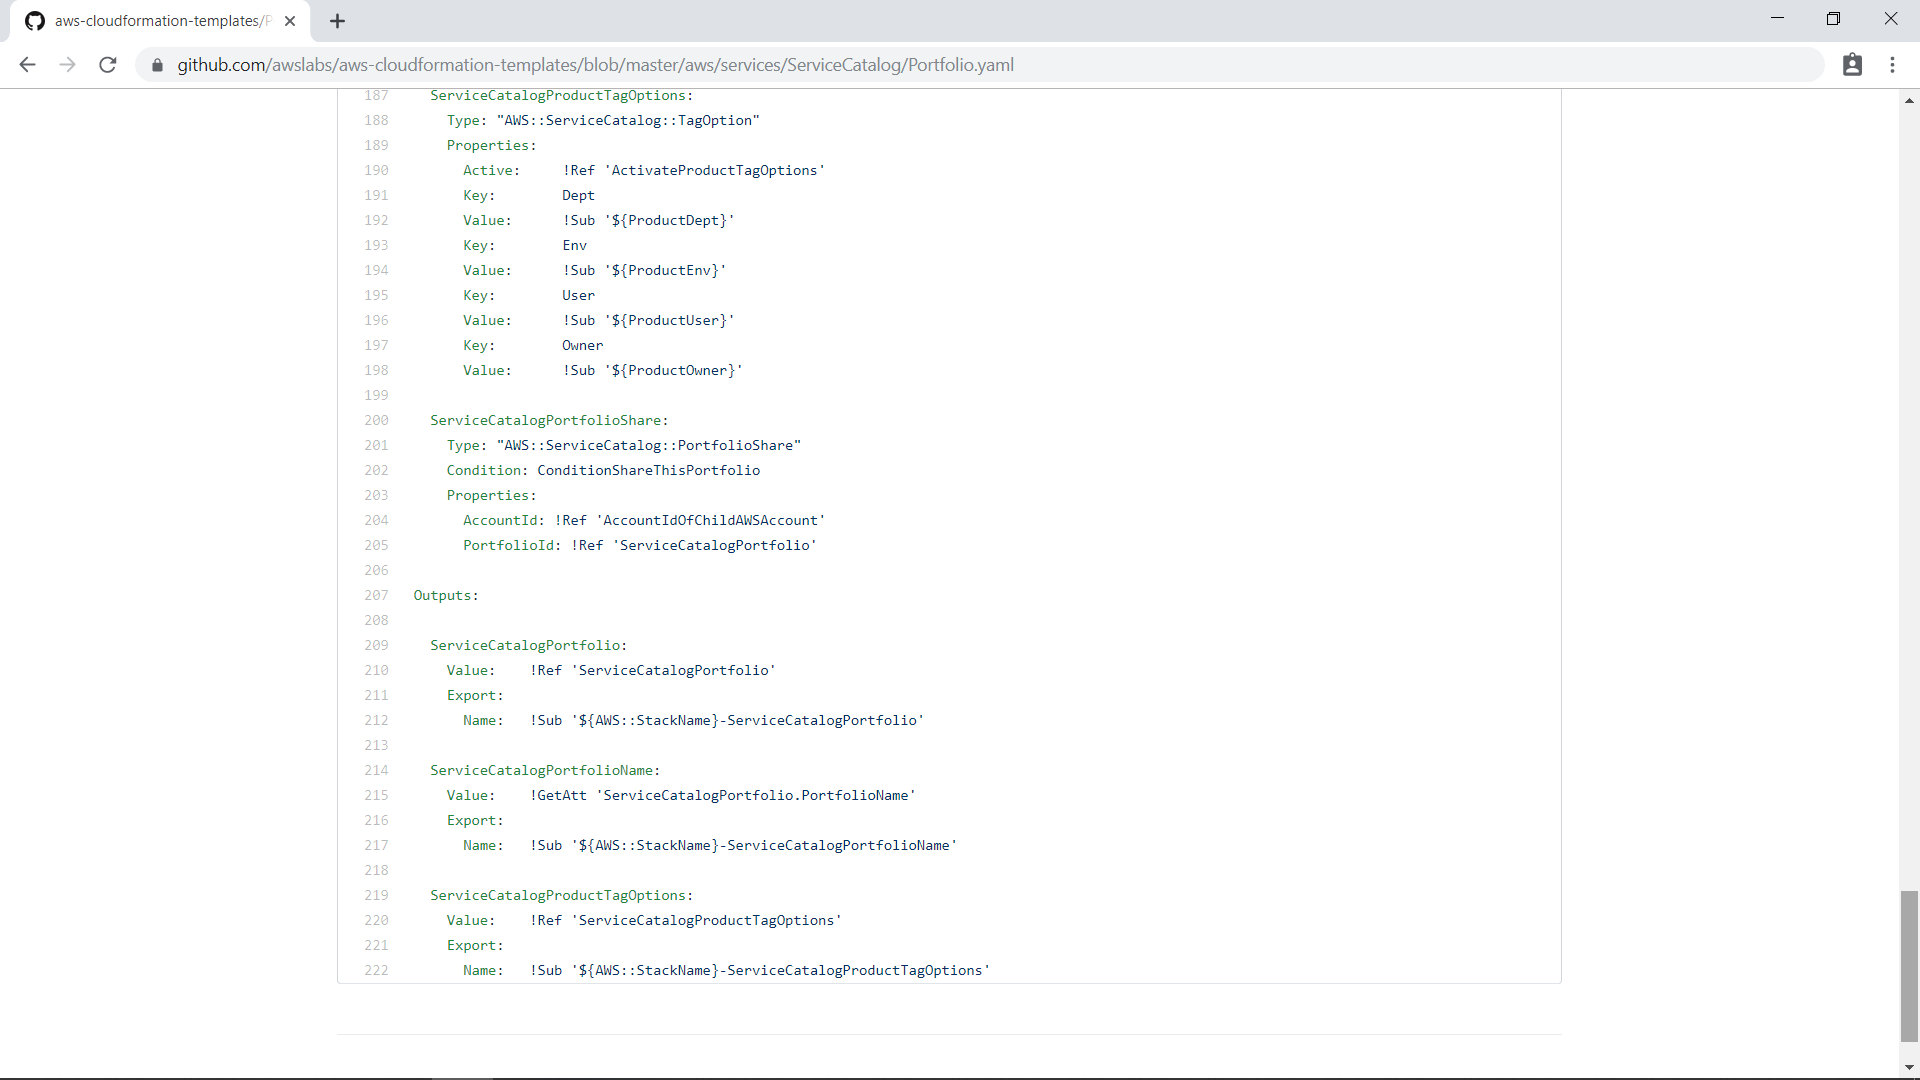 aws-cloudformation-templates/P
github.com/awslabs/aws-cloudformation-templates/blob/master/aws/services/ServiceCatalog/Portfolio.yaml
187 ServiceCatalogProductTagOptions:
188 Type: "AWS::ServiceCatalog::TagOption"
189 Properties:
190 Active: !Ref 'ActivateProductTagOptions'
191 Key: Dept
192 Value: !Sub '${ProductDept}'
193 Key: Env
194 Value: !Sub '${ProductEnv}'
195 Key: User
196 Value: !Sub '${ProductUser}'
197 Key: Owner
198 Value: !Sub '${ProductOwner}'
199
200 ServiceCatalogPortfolioShare:
201 Type: "AWS::ServiceCatalog::PortfolioShare"
202 Condition: ConditionShareThisPortfolio
203 Properties:
204 AccountId: !Ref 'AccountIdOfChildAWSAccount'
205 PortfolioId: !Ref 'ServiceCatalogPortfolio'
206
207 Outputs:
208
209 ServiceCatalogPortfolio:
210 Value: !Ref 'ServiceCatalogPortfolio'
211 Export:
212 Name: !Sub '${AWS::StackName}-ServiceCatalogPortfolio'
213
214 ServiceCatalogPortfolioName:
215 Value: !GetAtt 'ServiceCatalogPortfolio.PortfolioName'
216 Export:
217 Name: !Sub '${AWS::StackName}-ServiceCatalogPortfolioName'
218
219 ServiceCatalogProductTagOptions:
220 Value: !Ref 'ServiceCatalogProductTagOptions'
221 Export:
222 Name: !Sub '${AWS::StackName}-ServiceCatalogProductTagOptions'